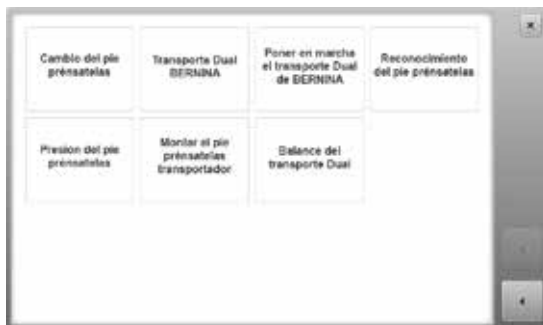 Cambio del pie
prénsatelas
Transporte Dual
BERNINA
Poner en marcha
el transporte Dual
de BERNINA
Reconocimiento
del pie prénsatelas
Presión del pie
prénsatelas
Montar el pie
prénsatelas
transportador
Balance del
transporte Dual